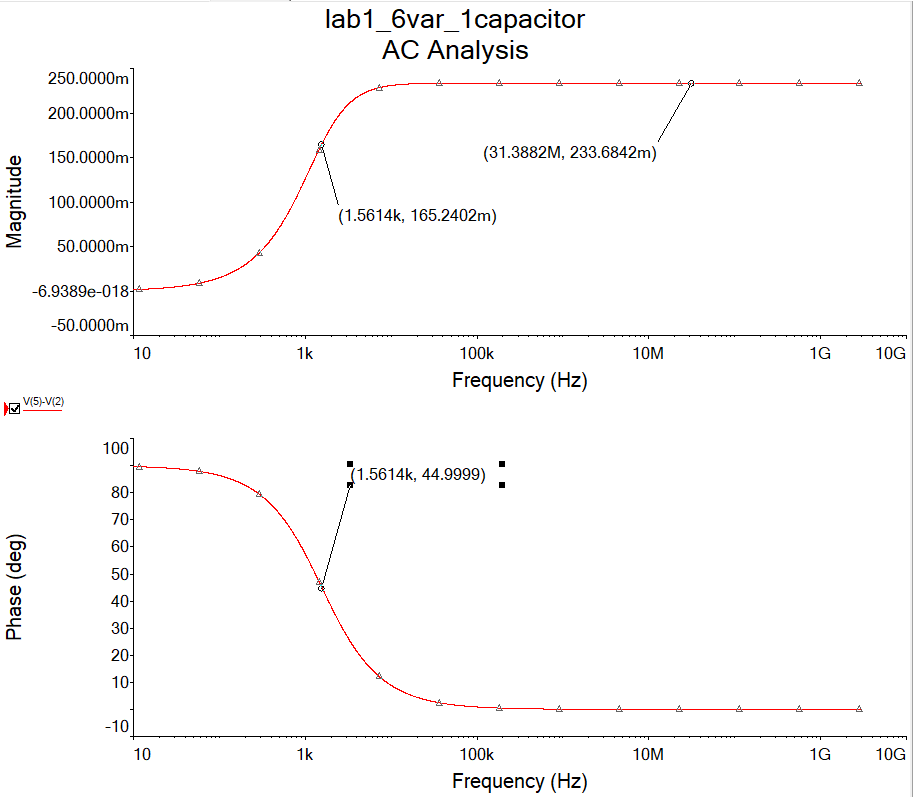 lab1_6var_1capacitor
AC Analysis
Magnitude
250.0000m
200.0000m
150.0000m
100.0000m
50.0000m
-6.9389e-018
-50.0000m
(31.3882M, 233.6842m)
(1.5614k, 165.2402m)
10 1k 100k 10M 1G 10G
Frequency (Hz)
V(5)-V(2)
Phase (deg)
100
80
70
60
50
40
30
20
10
-10
(1.5614k, 44.9999)
10 1k 100k 10M 1G 10G
Frequency (Hz)